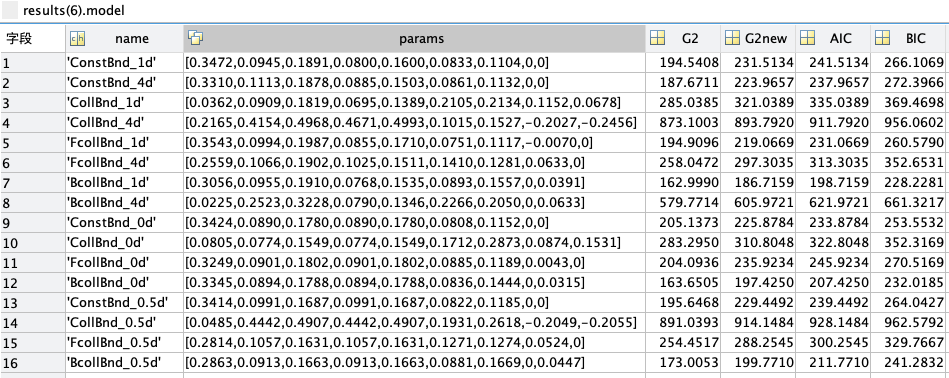 results(6).model
字段 name params G2 G2new AIC BIC
1 'ConstBnd_1d' [0.3472,0.0945,0.1891,0.0800,0.1600,0.0833,0.1104,0,0] 194.5408 231.5134 241.5134 266.1069
2 'ConstBnd_4d' [0.3310,0.1113,0.1878,0.0885,0.1503,0.0861,0.1132,0,0] 187.6711 223.9657 237.9657 272.3966
3 'CollBnd_1d' [0.0362,0.0909,0.1819,0.0695,0.1389,0.2105,0.2134,0.1152,0.0678] 285.0385 321.0389 335.0389 369.4698
4 'CollBnd_4d' [0.2165,0.4154,0.4968,0.4671,0.4993,0.1015,0.1527,-0.2027,-0.2456] 873.1003 893.7920 911.7920 956.0602
5 'FcollBnd_1d' [0.3543,0.0994,0.1987,0.0855,0.1710,0.0751,0.1117,-0.0070,0] 194.9096 219.0669 231.0669 260.5790
6 'FcollBnd_4d' [0.2559,0.1066,0.1902,0.1025,0.1511,0.1410,0.1281,0.0633,0] 258.0472 297.3035 313.3035 352.6531
7 'BcollBnd_1d' [0.3056,0.0955,0.1910,0.0768,0.1535,0.0893,0.1557,0,0.0391] 162.9990 186.7159 198.7159 228.2281
8 'BcollBnd_4d' [0.0225,0.2523,0.3228,0.0790,0.1346,0.2266,0.2050,0,0.0633] 579.7714 605.9721 621.9721 661.3217
9 'ConstBnd_0d' [0.3424,0.0890,0.1780,0.0890,0.1780,0.0808,0.1152,0,0] 205.1373 225.8784 233.8784 253.5532
10 'CollBnd_0d' [0.0805,0.0774,0.1549,0.0774,0.1549,0.1712,0.2873,0.0874,0.1531] 283.2950 310.8048 322.8048 352.3169
11 'FcollBnd_0d' [0.3249,0.0901,0.1802,0.0901,0.1802,0.0885,0.1189,0.0043,0] 204.0936 235.9234 245.9234 270.5169
12 'BcollBnd_0d' [0.3345,0.0894,0.1788,0.0894,0.1788,0.0836,0.1444,0,0.0315] 163.6505 197.4250 207.4250 232.0185
13 'ConstBnd_0.5d' [0.3414,0.0991,0.1687,0.0991,0.1687,0.0822,0.1185,0,0] 195.6468 229.4492 239.4492 264.0427
14 'CollBnd_0.5d' [0.0485,0.4442,0.4907,0.4442,0.4907,0.1931,0.2618,-0.2049,-0.2055] 891.0393 914.1484 928.1484 962.5792
15 'FcollBnd_0.5d' [0.2814,0.1057,0.1631,0.1057,0.1631,0.1271,0.1274,0.0524,0] 254.4517 288.2545 300.2545 329.7667
16 'BcollBnd_0.5d' [0.2863,0.0913,0.1663,0.0913,0.1663,0.0881,0.1669,0,0.0447] 173.0053 199.7710 211.7710 241.2832